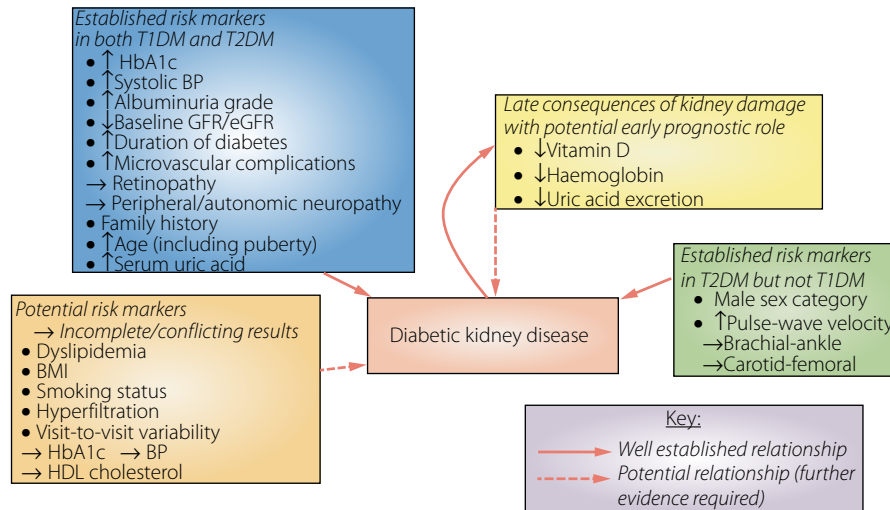 Established risk markers
in both T1DM and T2DM
• ↑ HbA1c
• ↑Systolic BP
• ↑Albuminuria grade
• ↓Baseline GFR/eGFR
• ↑Duration of diabetes
• ↑Microvascular complications
→ Retinopathy
→ Peripheral/autonomic neuropathy
• Family history
• ↑Age (including puberty)
• ↑Serum uric acid
Late consequences of kidney damage
with potential early prognostic role
• ↓Vitamin D
• ↓Haemoglobin
• ↓Uric acid excretion
Established risk markers
in T2DM but not T1DM
• Male sex category
• ↑Pulse-wave velocity
→Brachial-ankle
→Carotid-femoral
Potential risk markers
→ Incomplete/conflicting results
• Dyslipidemia
• BMI
• Smoking status
• Hyperfiltration
• Visit-to-visit variability
→ HbA1c → BP
→ HDL cholesterol
Diabetic kidney disease
Key:
Well established relationship
Potential relationship (further
evidence required)